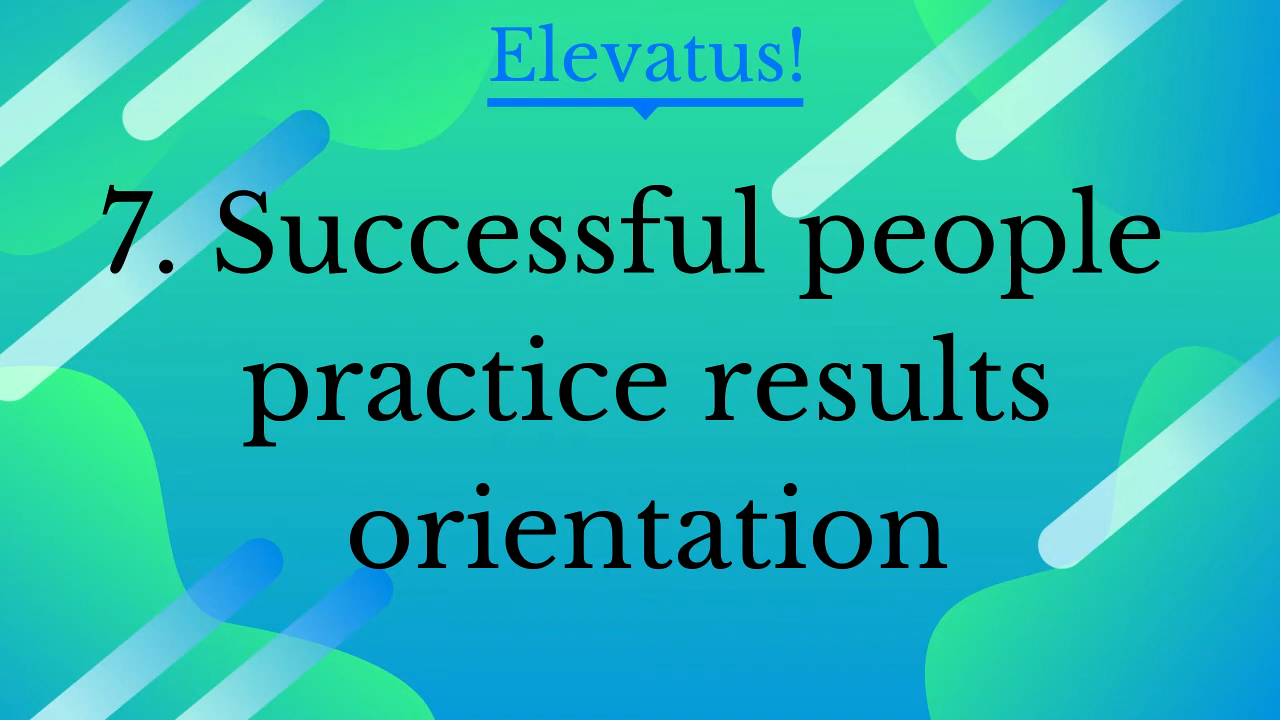 Elevatus!
7. Successful people
practice results
orientation